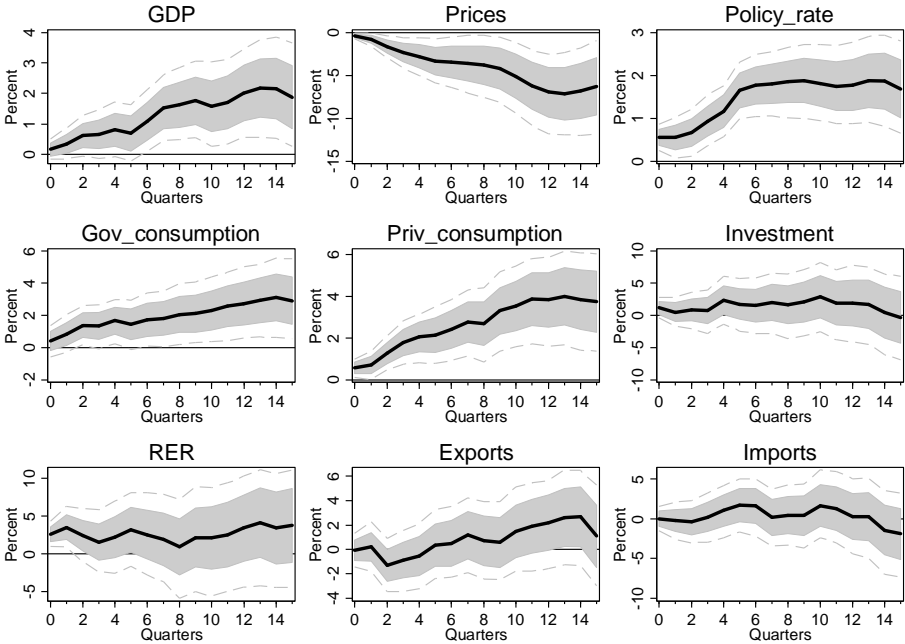 GDP
Prices
Policy_rate
Percent
0 1 2 3 4
0 2 4 6 8 10 12 14
Quarters
Percent
-15 -10 -5 0
0 2 4 6 8 10 12 14
Quarters
Percent
0 1 2 3
0 2 4 6 8 10 12 14
Quarters
Gov_consumption
Priv_consumption
Investment
Percent
-2 0 2 4 6
0 2 4 6 8 10 12 14
Quarters
Percent
0 2 4 6
0 2 4 6 8 10 12 14
Quarters
Percent
-10 -5 0 5 10
0 2 4 6 8 10 12 14
Quarters
RER
Exports
Imports
Percent
-5 0 5 10
0 2 4 6 8 10 12 14
Quarters
Percent
-4 -2 0 2 4 6
0 2 4 6 8 10 12 14
Quarters
Percent
-10 -5 0 5
0 2 4 6 8 10 12 14
Quarters